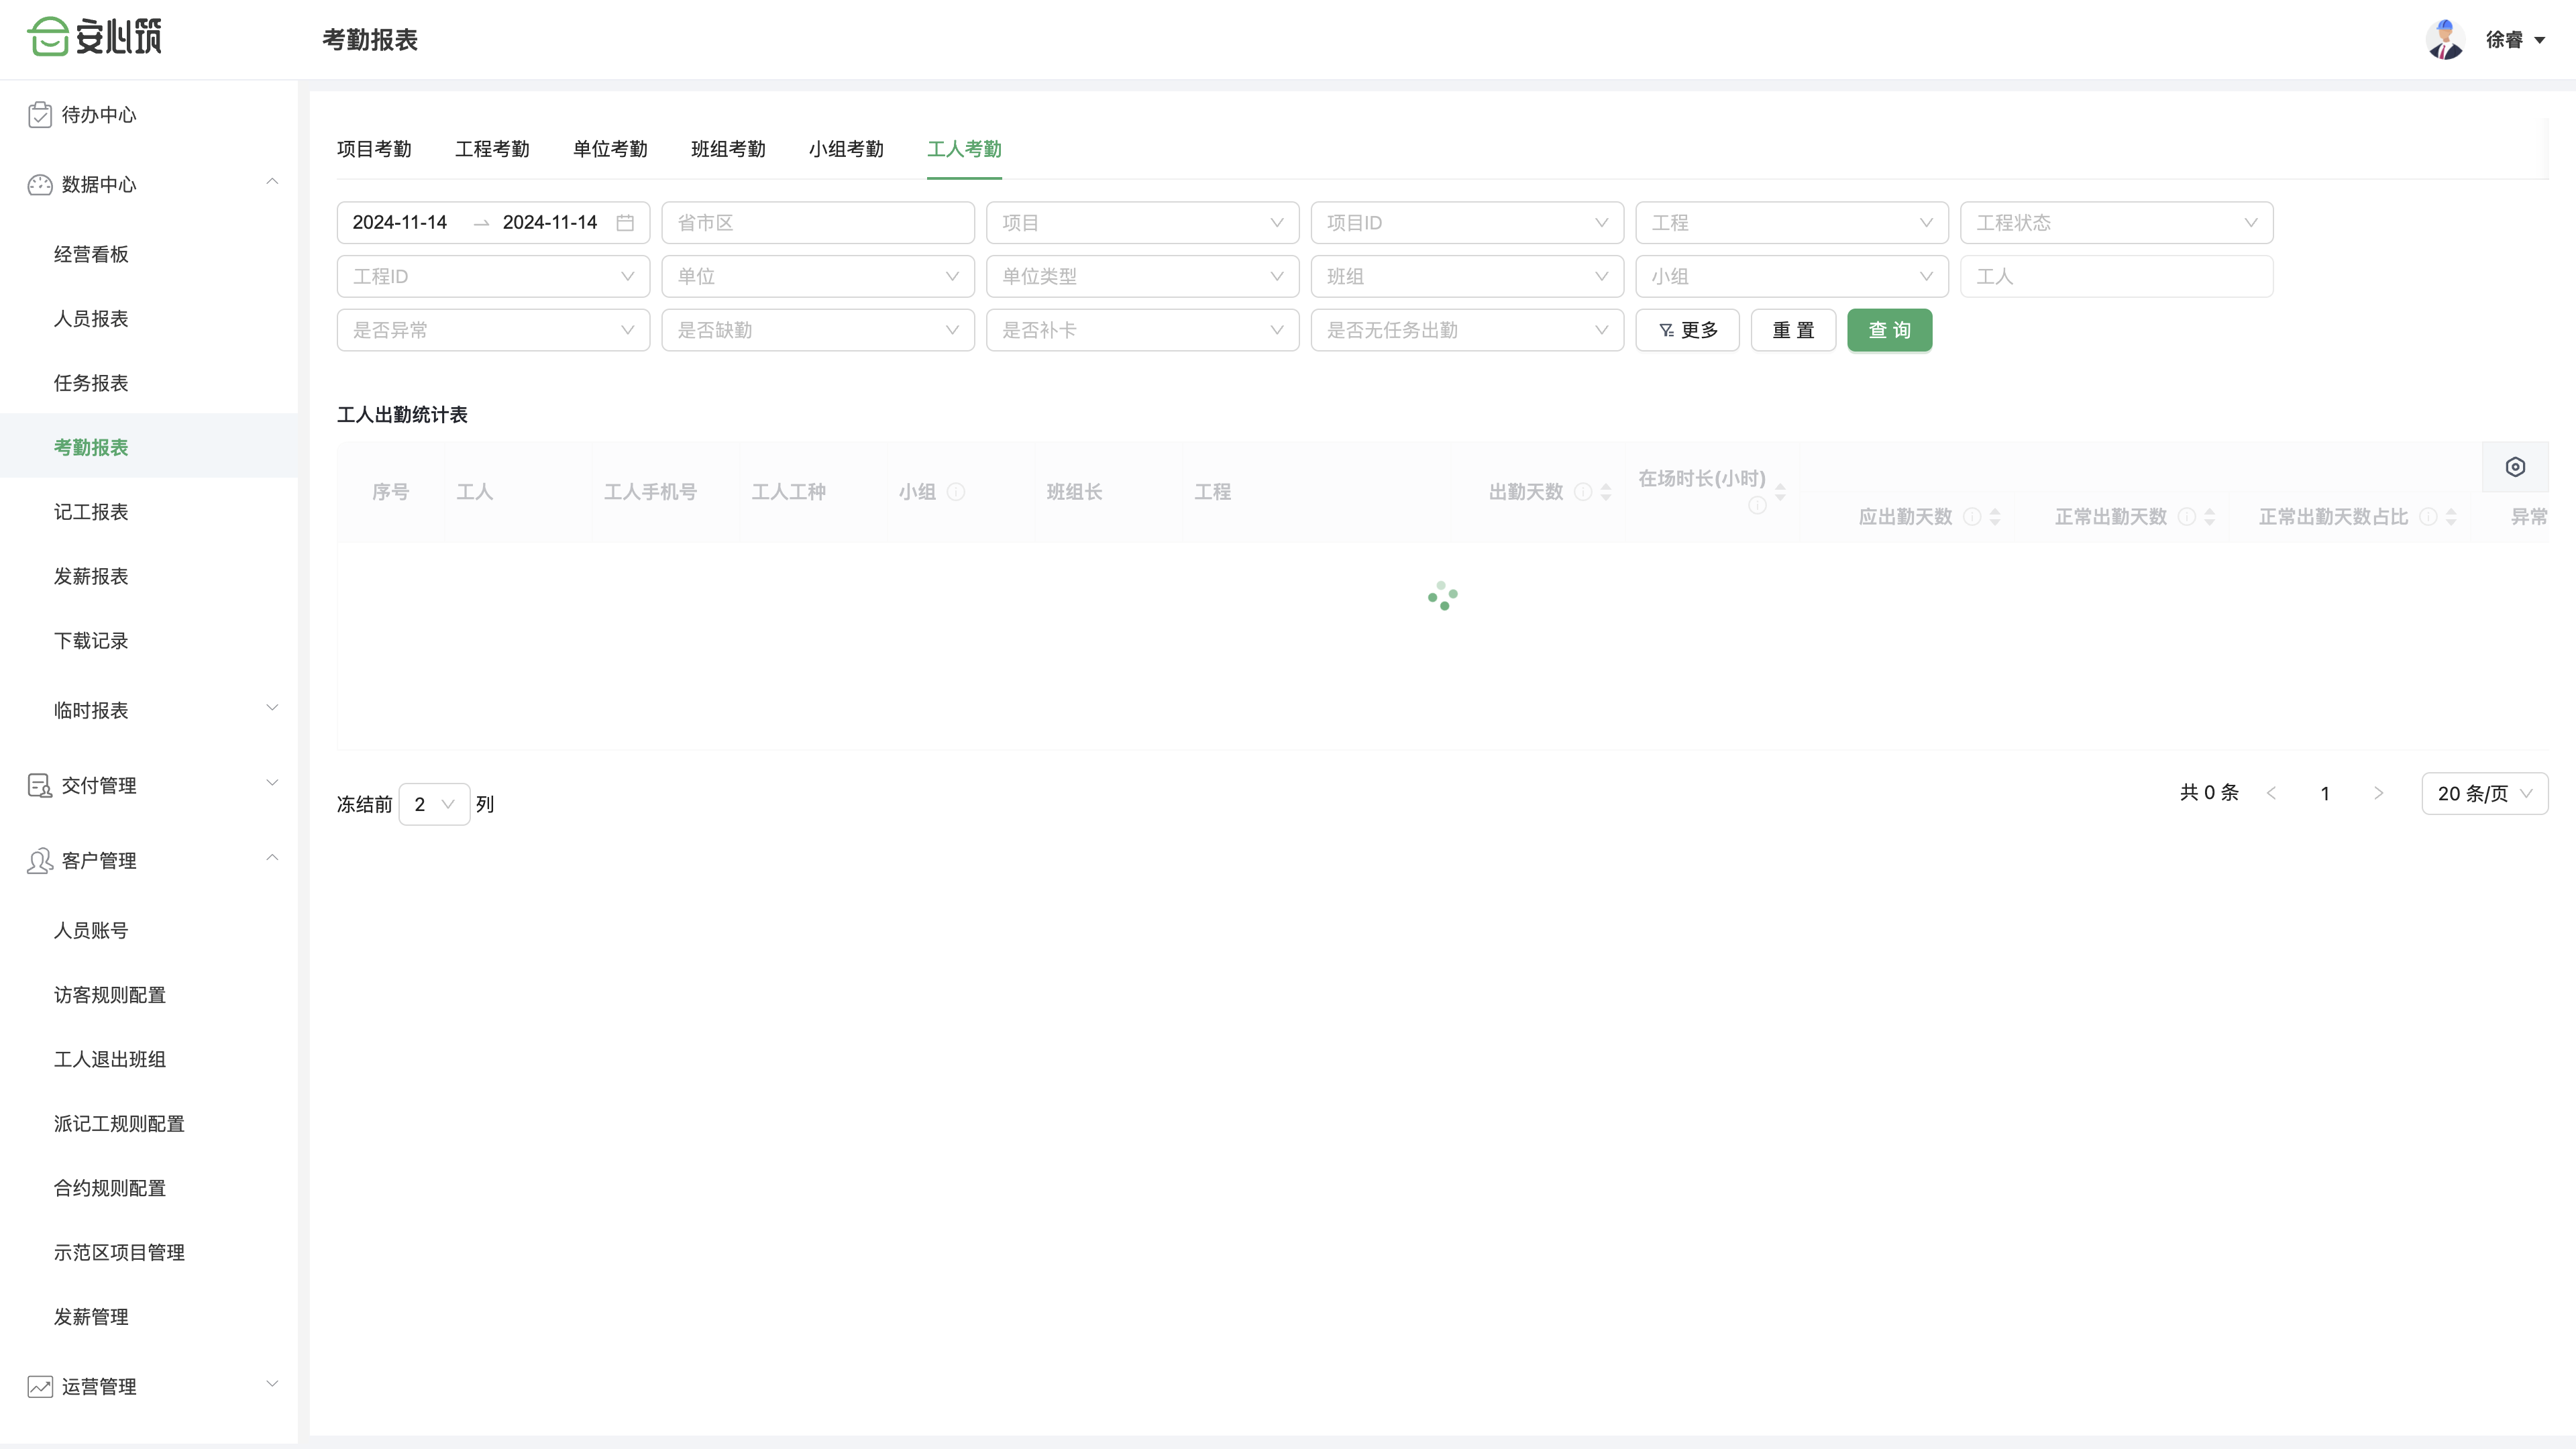 安心筑
考勤报表
徐睿
待办中心
数据中心
经营看板
人员报表
任务报表
考勤报表
记工报表
发薪报表
下载记录
临时报表
交付管理
客户管理
人员账号
访客规则配置
工人退出班组
派记工规则配置
合约规则配置
示范区项目管理
发薪管理
运营管理
项目考勤 工程考勤 单位考勤 班组考勤 小组考勤 工人考勤
2024-11-14 2024-11-14 省市区 项目 项目ID 工程 工程状态
工程ID 单位 单位类型 班组 小组 工人
是否异常 是否缺勤 是否补卡 是否无任务出勤 更多 重 置 查 询
工人出勤统计表
序号 工人 工人手机号 工人工种 小组 班组长 工程 出勤天数 在场时长(小时)
应出勤天数 正常出勤天数 正常出勤天数占比 异常
冻结前 2 列
共 0 条 1 20 条/页